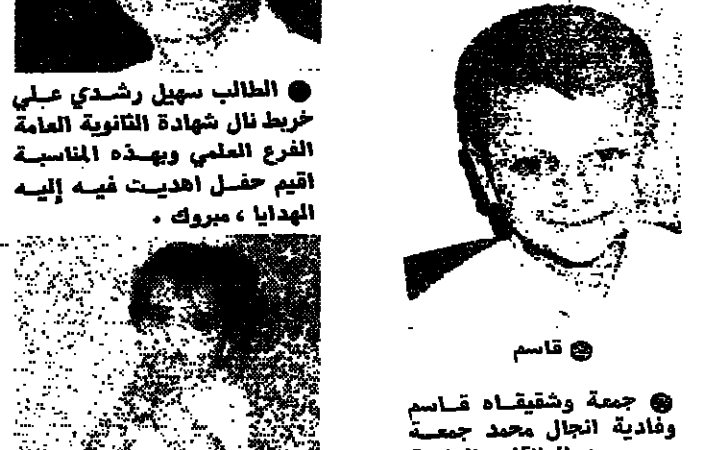 ● الطالب سهيل رشدي علي
خربط نال شهادة الثانوية العامة
الفرع العلمي وبهذه المناسبة
اقيم حفل اهديت فيه إليه
الهدايا ، مبروك .
● قاسم
● جمعة وشقيقاه قاسم
وفادية انجال محمد جمعة